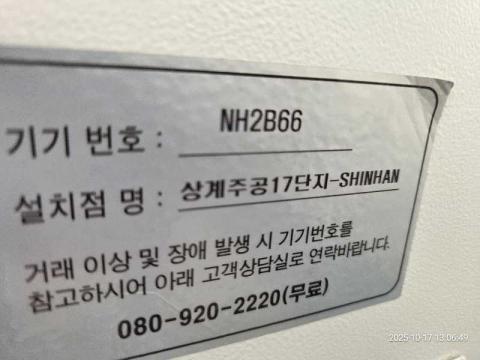 기기 번호 : NH2B66
설치점 명 : 상계주공17단지-SHINHAN
거래 이상 및 장애 발생 시 기기번호를
참고하시어 아래 고객상담실로 연락바랍니다.
080-920-2220(무료)
2025-10-17 13:06:49